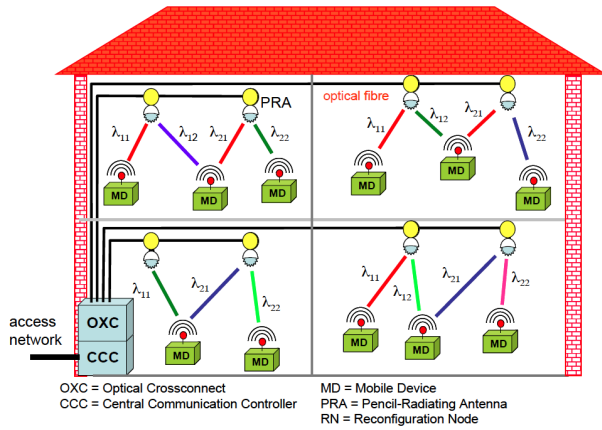 PRA
λ11
λ12
λ21
λ22
MD
MD
MD
optical fibre
λ11
λ12
λ21
λ22
MD
MD
MD
λ11
λ21
λ22
MD
MD
λ11
λ12
λ21
λ22
MD
MD
MD
access
network
OXC
CCC
OXC = Optical Crossconnect
CCC = Central Communication Controller
MD = Mobile Device
PRA = Pencil-Radiating Antenna
RN = Reconfiguration Node